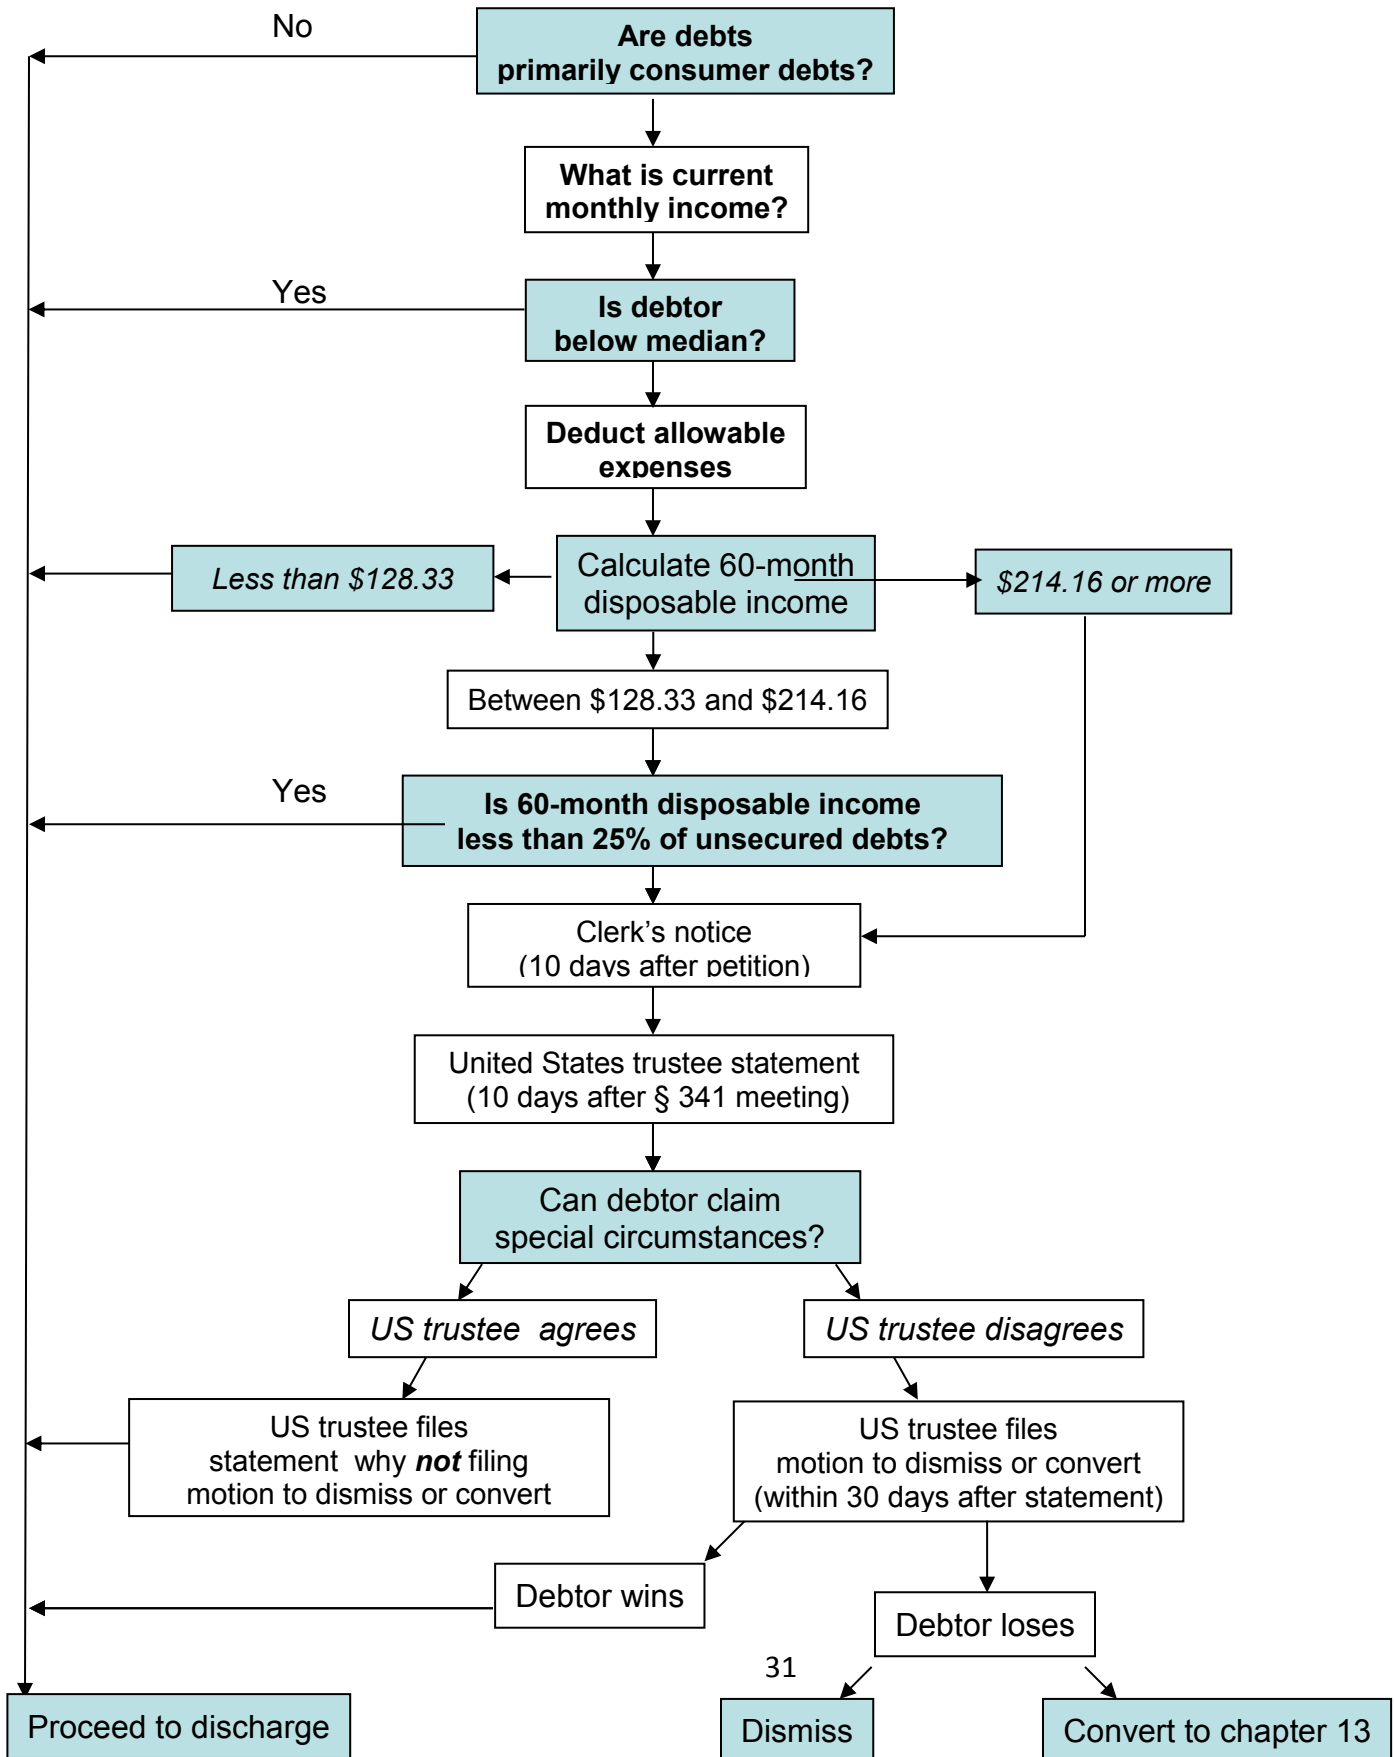 No
Are debts
primarily consumer debts?
What is current
monthly income?
Yes
Is debtor
below median?
Deduct allowable
expenses
Less than $128.33
Calculate 60-month
disposable income
$214.16 or more
Between $128.33 and $214.16
Yes
Is 60-month disposable income
less than 25% of unsecured debts?
Clerk’s notice
(10 days after petition)
United States trustee statement
(10 days after § 341 meeting)
Can debtor claim
special circumstances?
US trustee agrees
US trustee disagrees
US trustee files
statement why not filing
motion to dismiss or convert
US trustee files
motion to dismiss or convert
(within 30 days after statement)
Debtor wins
Debtor loses
31
Proceed to discharge
Dismiss
Convert to chapter 13